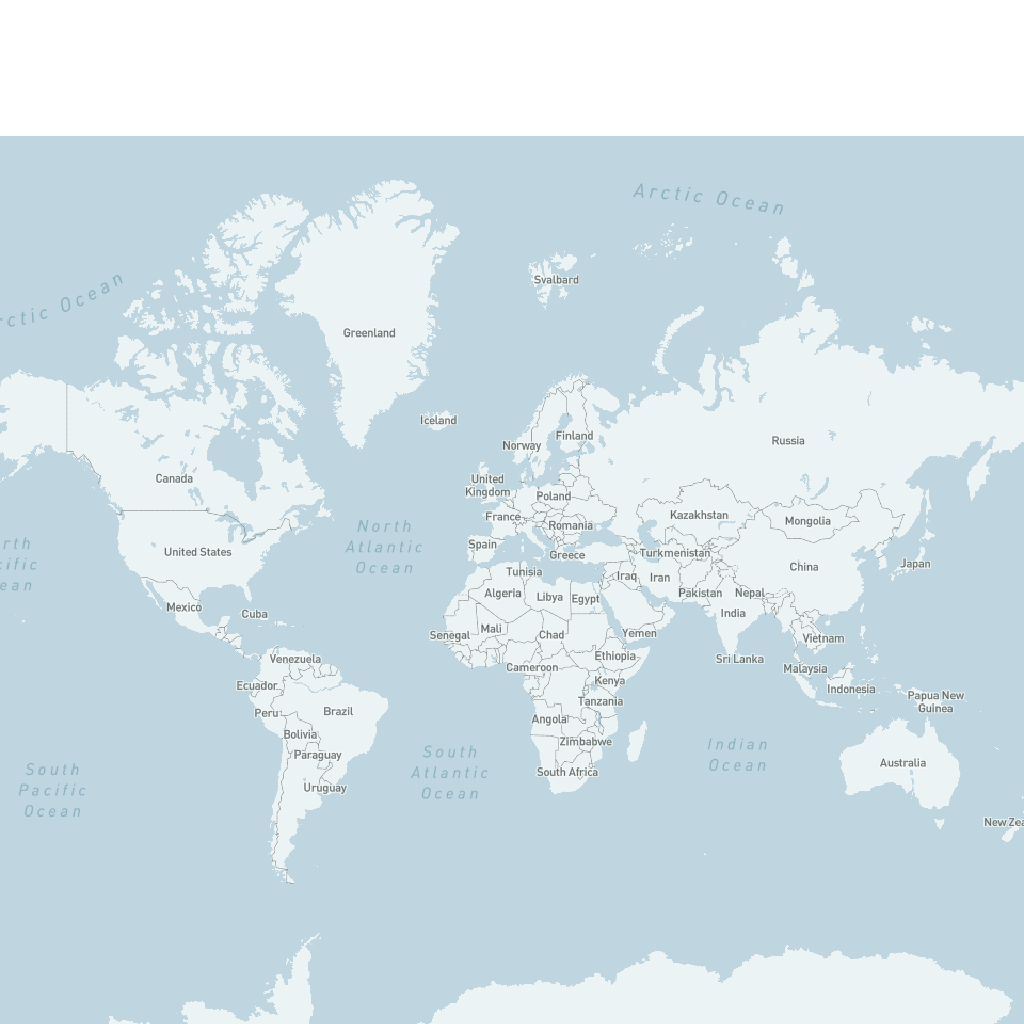 Arctic Ocean
ctic Ocean
Svalbard
Greenland
Iceland
Norway
Finland
Russia
Canada
United
Kingdom
Poland
France
Kazakhstan
Mongolia
Romania
North
Atlantic
Ocean
rth
cific
ean
United States
Spain
Greece
Turkmenistan
China
Japan
Tunisia
Iraq
Iran
Algeria
Libya
Egypt
Pakistan
Nepal
Mexico
Cuba
India
Senegal
Mali
Chad
Yemen
Vietnam
Venezuela
Cameroon
Ethiopia
Sri Lanka
Malaysia
Ecuador
Kenya
Indonesia
Papua New
Guinea
Peru
Brazil
Tanzania
Angola
Bolivia
Zimbabwe
Indian
Ocean
Paraguay
South
Atlantic
Ocean
South Africa
Australia
South
Pacific
Ocean
Uruguay
New Zea